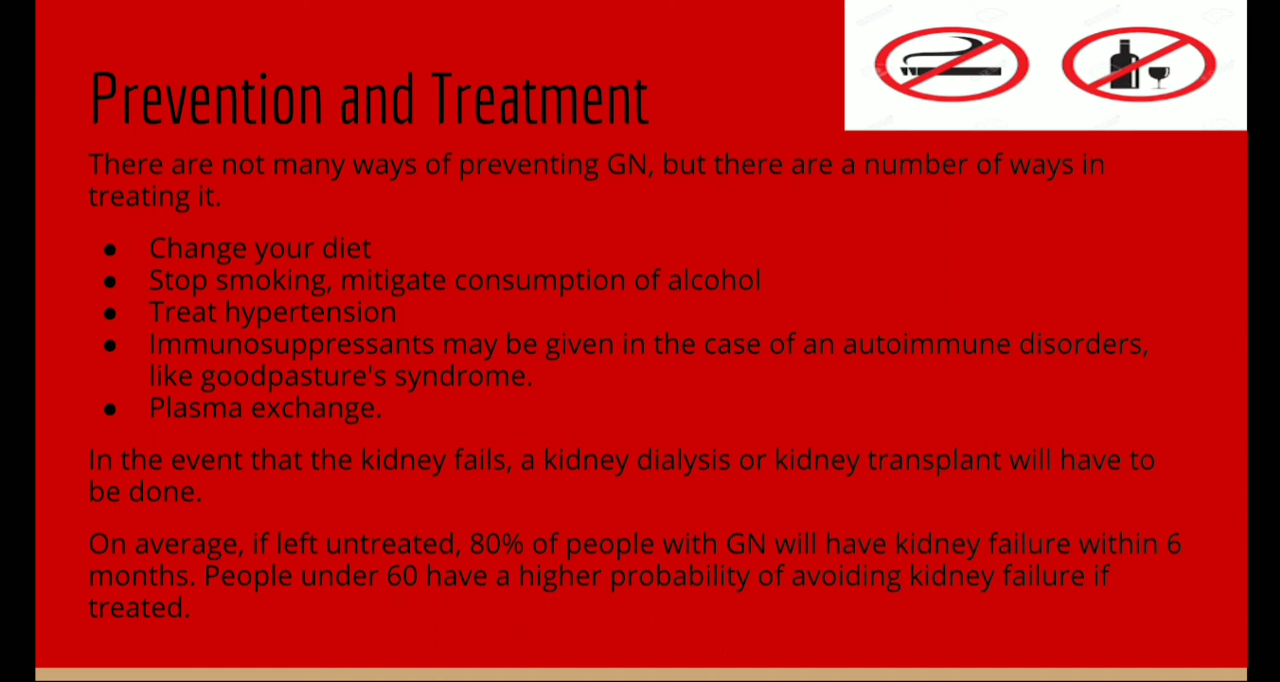 Prevention and Treatment
There are not many ways of preventing GN, but there are a number of ways in
treating it.
● Change your diet
● Stop smoking, mitigate consumption of alcohol
● Treat hypertension
● Immunosuppressants may be given in the case of an autoimmune disorders,
like goodpasture's syndrome.
● Plasma exchange.
In the event that the kidney fails, a kidney dialysis or kidney transplant will have to
be done.
On average, if left untreated, 80% of people with GN will have kidney failure within 6
months. People under 60 have a higher probability of avoiding kidney failure if
treated.